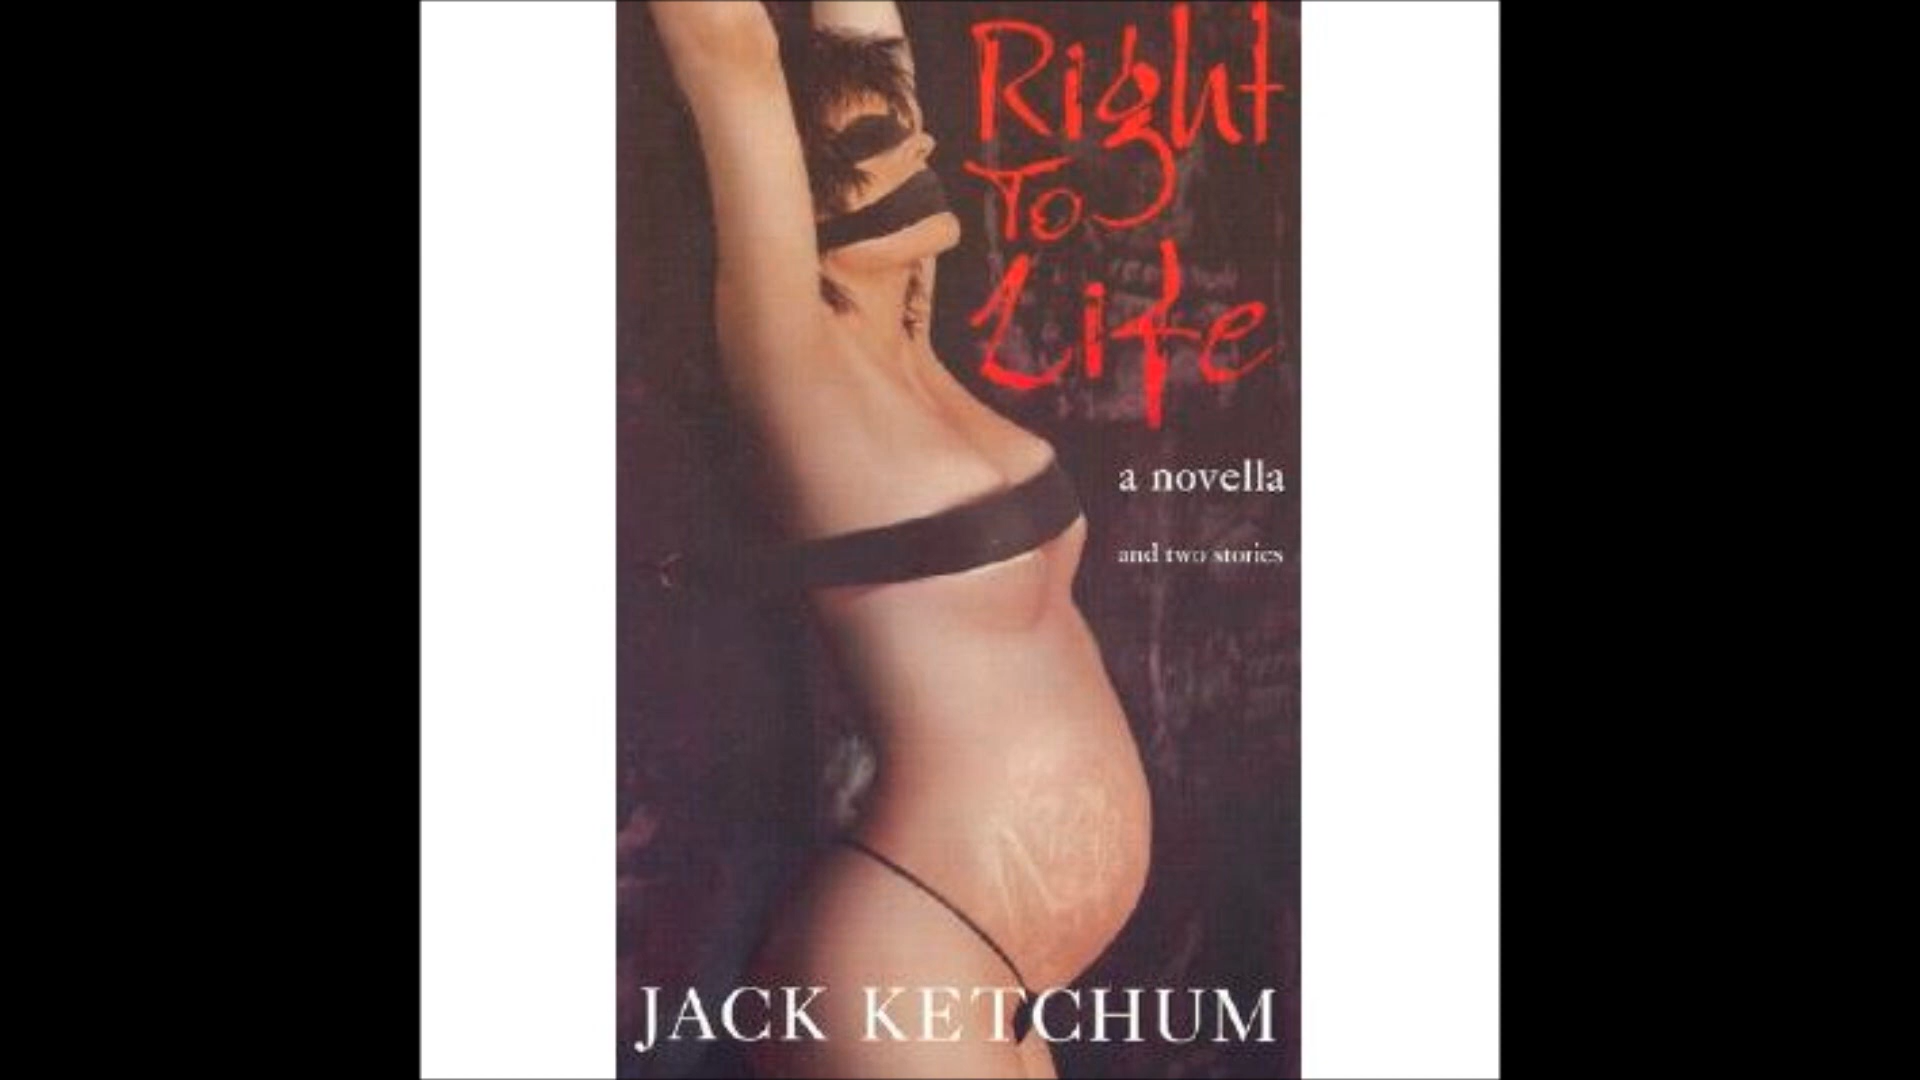 Right
To
Life
a novella
and two stories
JACK KETCHUM